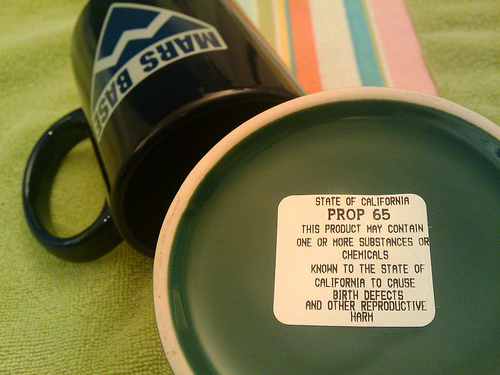 MARS BASE
STATE OF CALIFORNIA
PROP 65
THIS PRODUCT MAY CONTAIN
ONE OR MORE SUBSTANCES OR
CHEMICALS
KNOWN TO THE STATE OF
CALIFORNIA TO CAUSE
BIRTH DEFECTS
AND OTHER REPRODUCTIVE
HARM